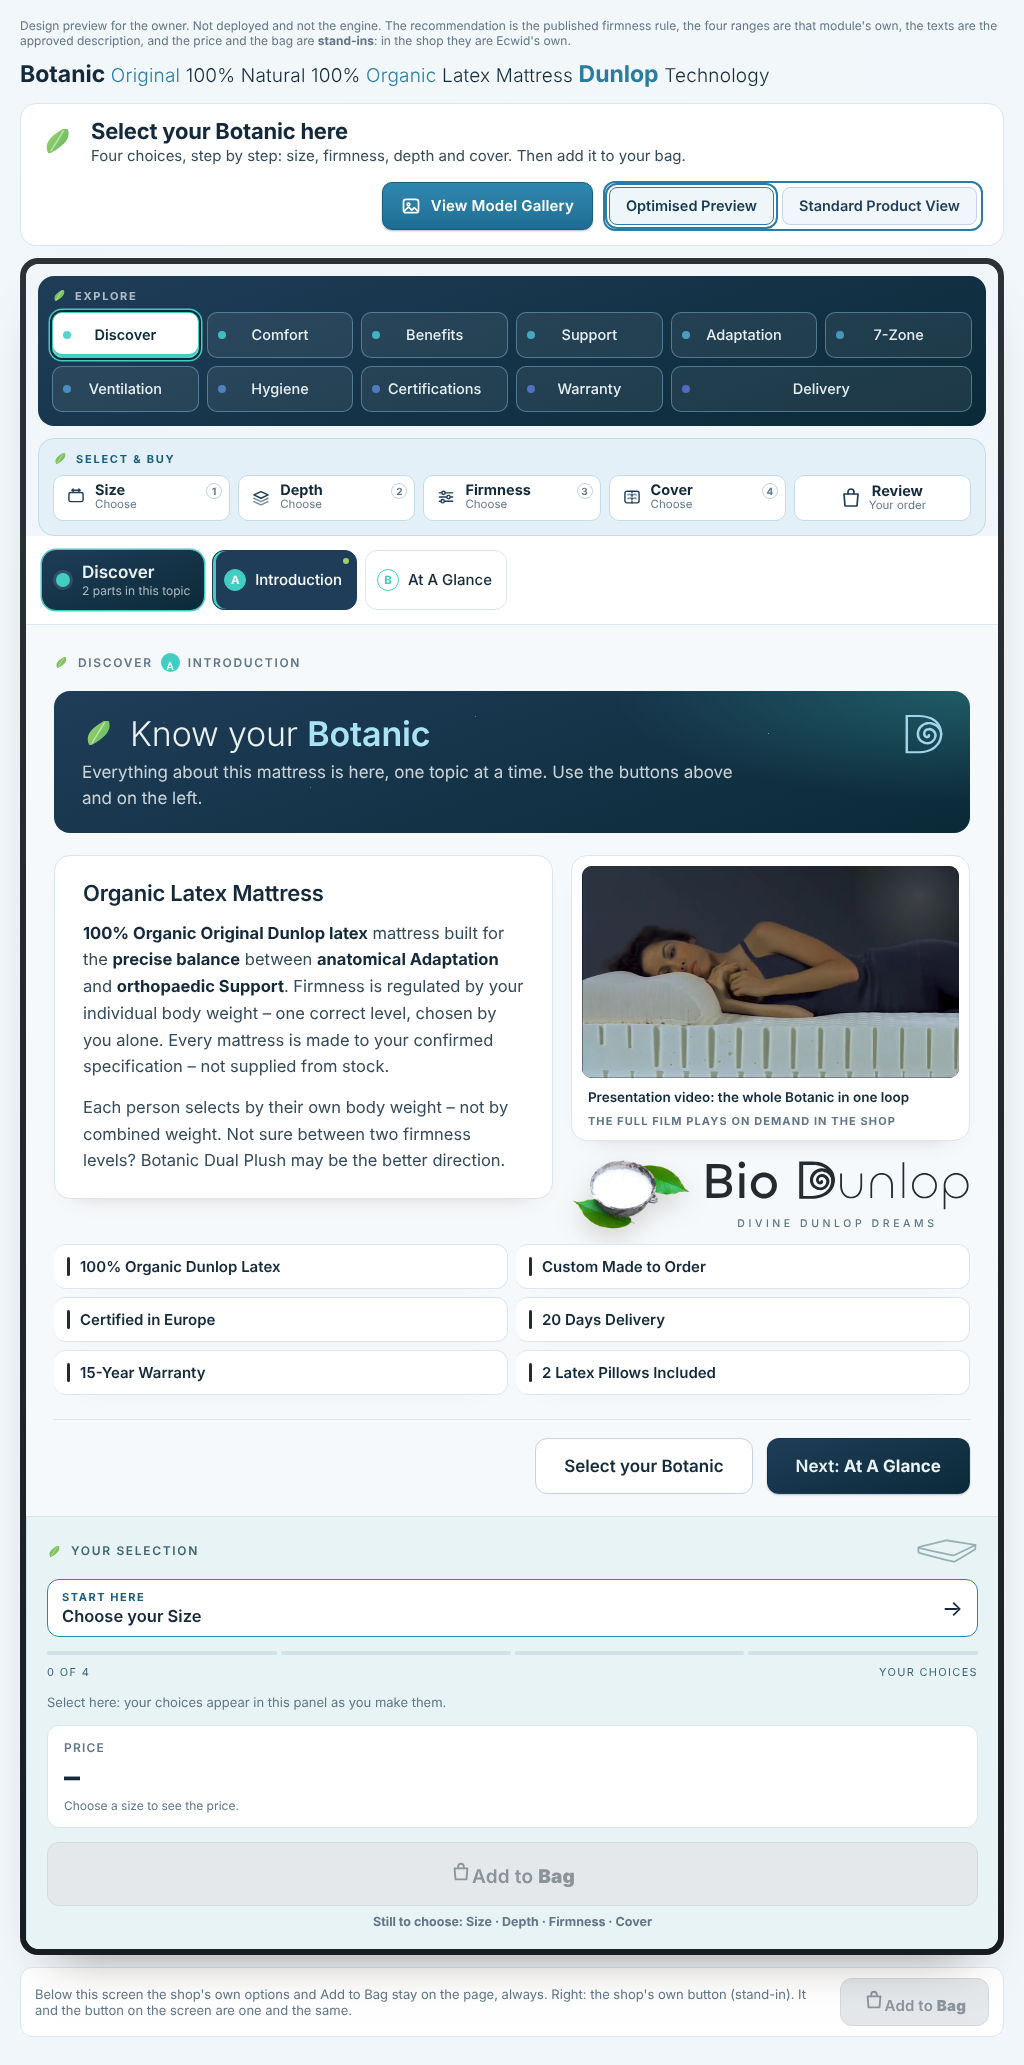 Design preview for the owner. Not deployed and not the engine. The recommendation is the published firmness rule, the four ranges are that module's own, the texts are the
approved description, and the price and the bag are stand-ins: in the shop they are Ecwid's own.
Botanic Original 100% Natural 100% Organic Latex Mattress Dunlop Technology
Select your Botanic here
Four choices, step by step: size, firmness, depth and cover. Then add it to your bag.
View Model Gallery
Optimised Preview
Standard Product View
EXPLORE
Discover
Comfort
Benefits
Support
Adaptation
7-Zone
Ventilation
Hygiene
Certifications
Warranty
Delivery
SELECT & BUY
Size
Choose
1
Depth
Choose
2
Firmness
Choose
3
Cover
Choose
4
Review
Your order
Discover
2 parts in this topic
A Introduction
B At A Glance
DISCOVER A INTRODUCTION
Know your Botanic
Everything about this mattress is here, one topic at a time. Use the buttons above
and on the left.
Organic Latex Mattress
100% Organic Original Dunlop latex mattress built for
the precise balance between anatomical Adaptation
and orthopaedic Support. Firmness is regulated by your
individual body weight – one correct level, chosen by
you alone. Every mattress is made to your confirmed
specification – not supplied from stock.
Each person selects by their own body weight – not by
combined weight. Not sure between two firmness
levels? Botanic Dual Plush may be the better direction.
Presentation video: the whole Botanic in one loop
THE FULL FILM PLAYS ON DEMAND IN THE SHOP
Bio Dunlop
DIVINE DUNLOP DREAMS
100% Organic Dunlop Latex
Custom Made to Order
Certified in Europe
20 Days Delivery
15-Year Warranty
2 Latex Pillows Included
Select your Botanic
Next: At A Glance
YOUR SELECTION
START HERE
Choose your Size
0 OF 4
YOUR CHOICES
Select here: your choices appear in this panel as you make them.
PRICE
–
Choose a size to see the price.
Add to Bag
Still to choose: Size · Depth · Firmness · Cover
Below this screen the shop's own options and Add to Bag stay on the page, always. Right: the shop's own button (stand-in). It
and the button on the screen are one and the same.
Add to Bag